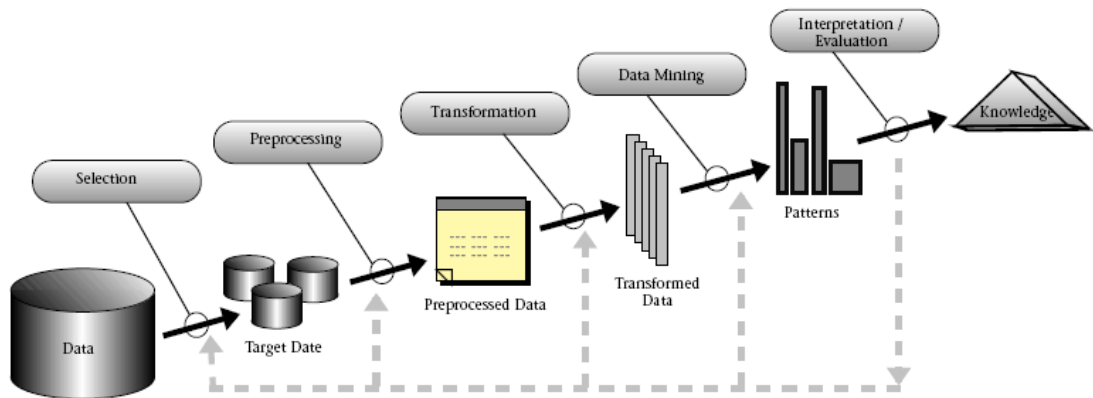 Interpretation /
Evaluation
Data Mining
Transformation
Preprocessing
Selection
Knowledge
Patterns
Transformed
Data
Preprocessed Data
Target Date
Data